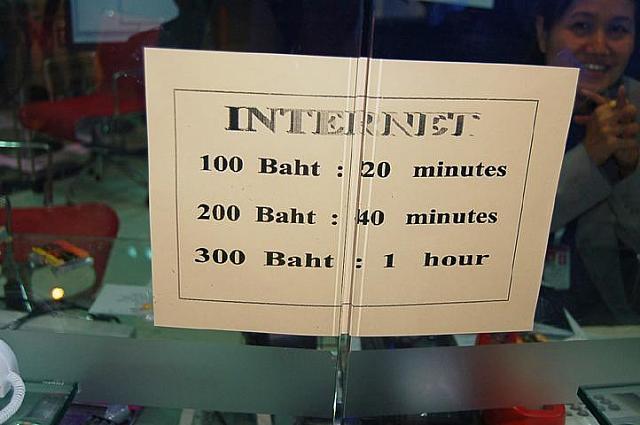 INTERNET
100 Baht : 20 minutes
200 Baht : 40 minutes
300 Baht : 1 hour